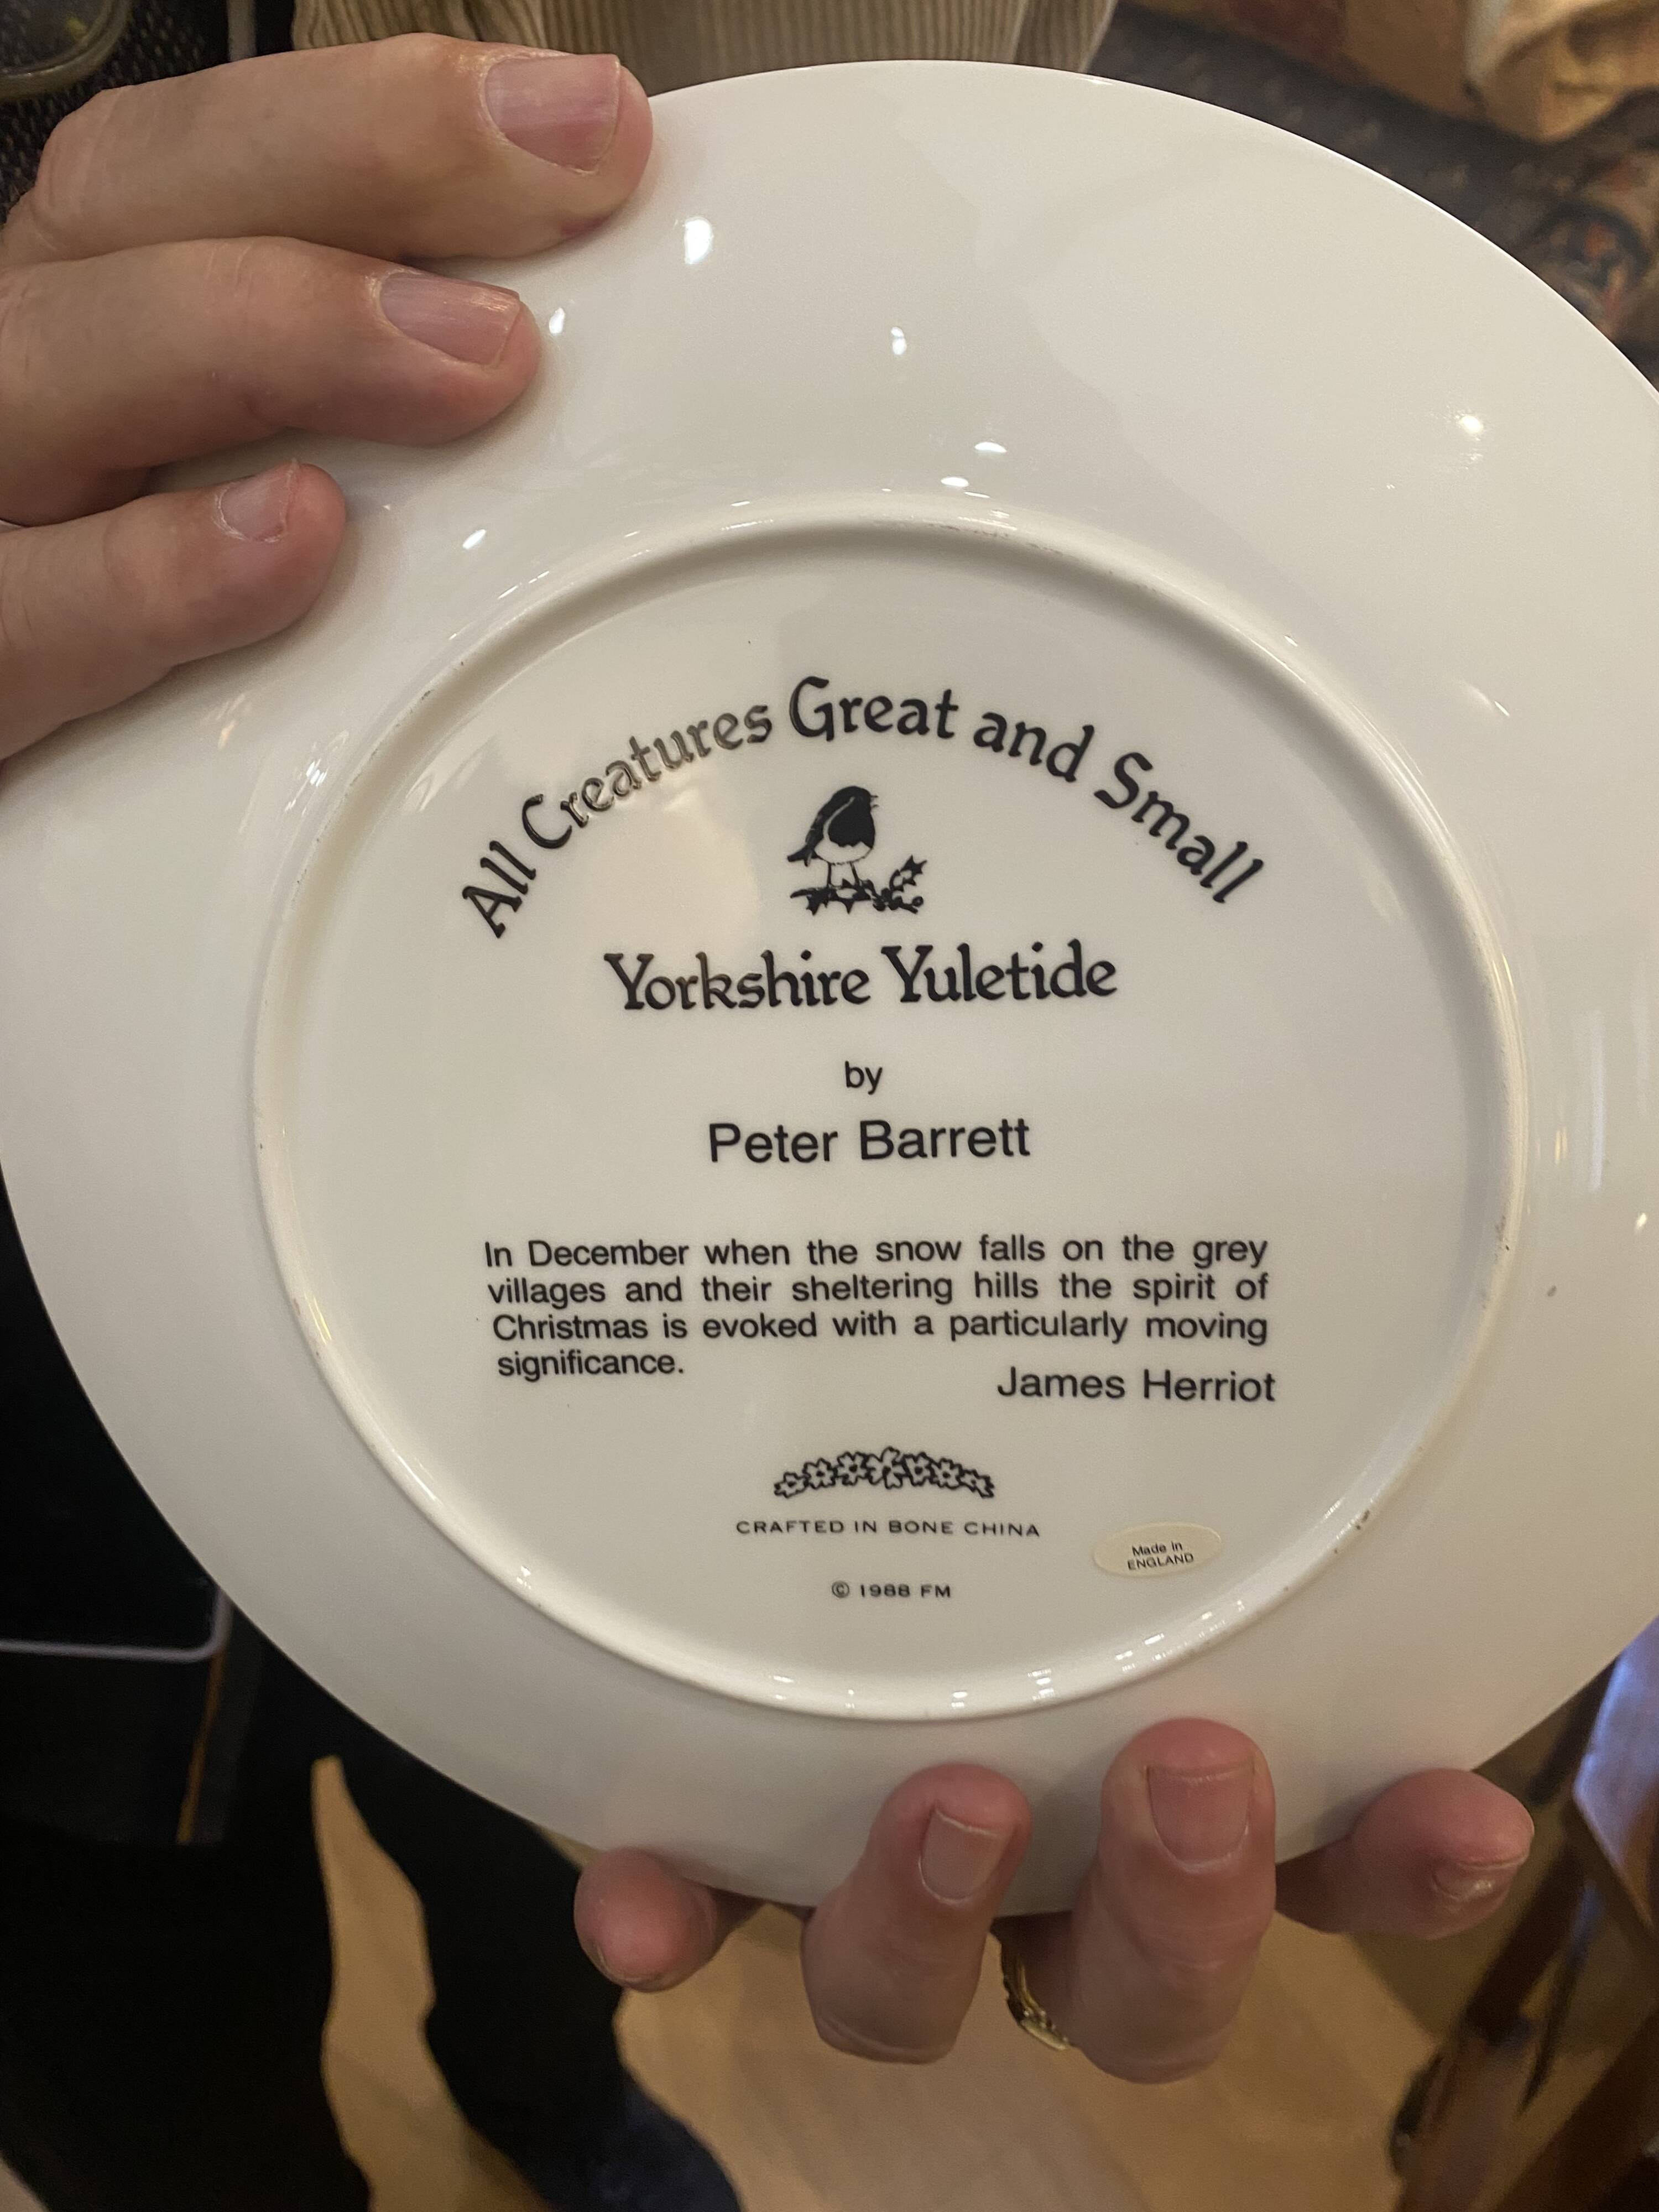 All Creatures Great and Small
Yorkshire Yuletide
by
Peter Barrett
In December when the snow falls on the grey
villages and their sheltering hills the spirit of
Christmas is evoked with a particularly moving
significance.
James Herriot
CRAFTED IN BONE CHINA
Made in
ENGLAND
© 1988 FM